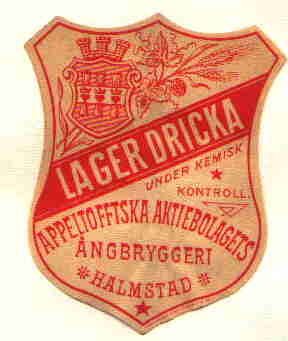 LAGER DRICKA
UNDER KEMISK
KONTROLL.
APPELTOFFTSKA AKTIEBOLAGETS
ÅNGBRYGGERI
HALMSTAD